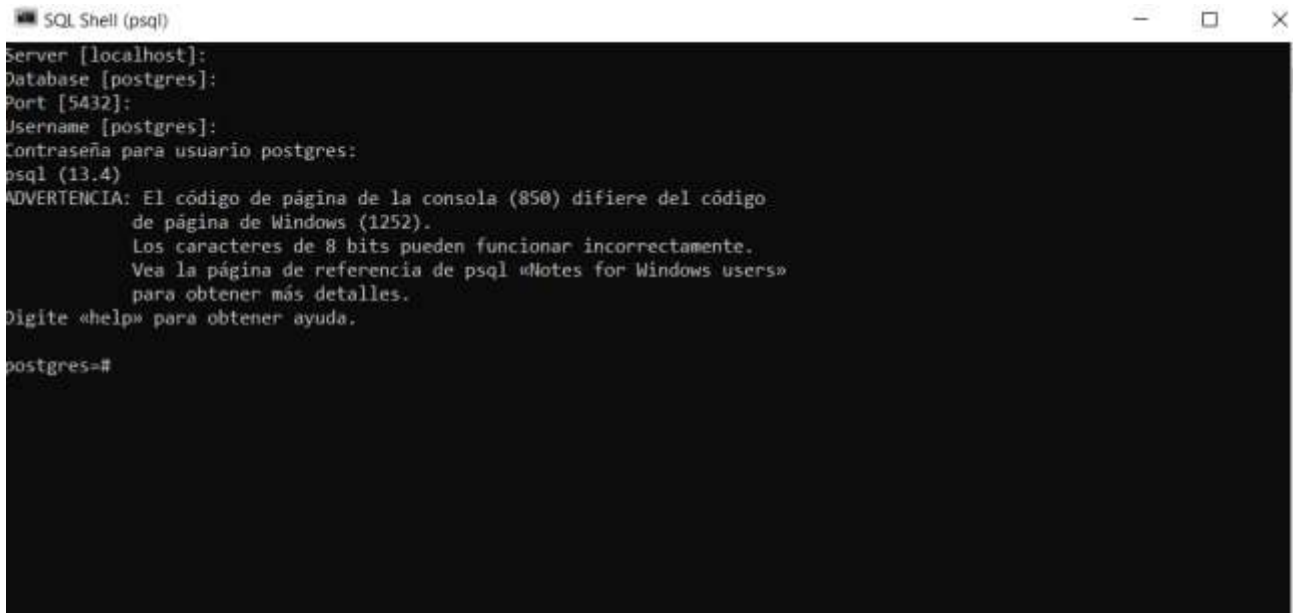 SQL Shell (psql)
Server [localhost]:
Database [postgres]:
Port [5432]:
Username [postgres]:
Contraseña para usuario postgres:
psql (13.4)
ADVERTENCIA: El código de página de la consola (850) difiere del código
de página de Windows (1252).
Los caracteres de 8 bits pueden funcionar incorrectamente.
Vea la página de referencia de psql «Notes for Windows users»
para obtener más detalles.
Digite «help» para obtener ayuda.
postgres=#